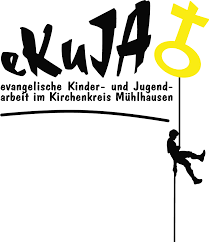 eKuJA
evangelische Kinder- und Jugend-
arbeit im Kirchenkreis Mühlhausen